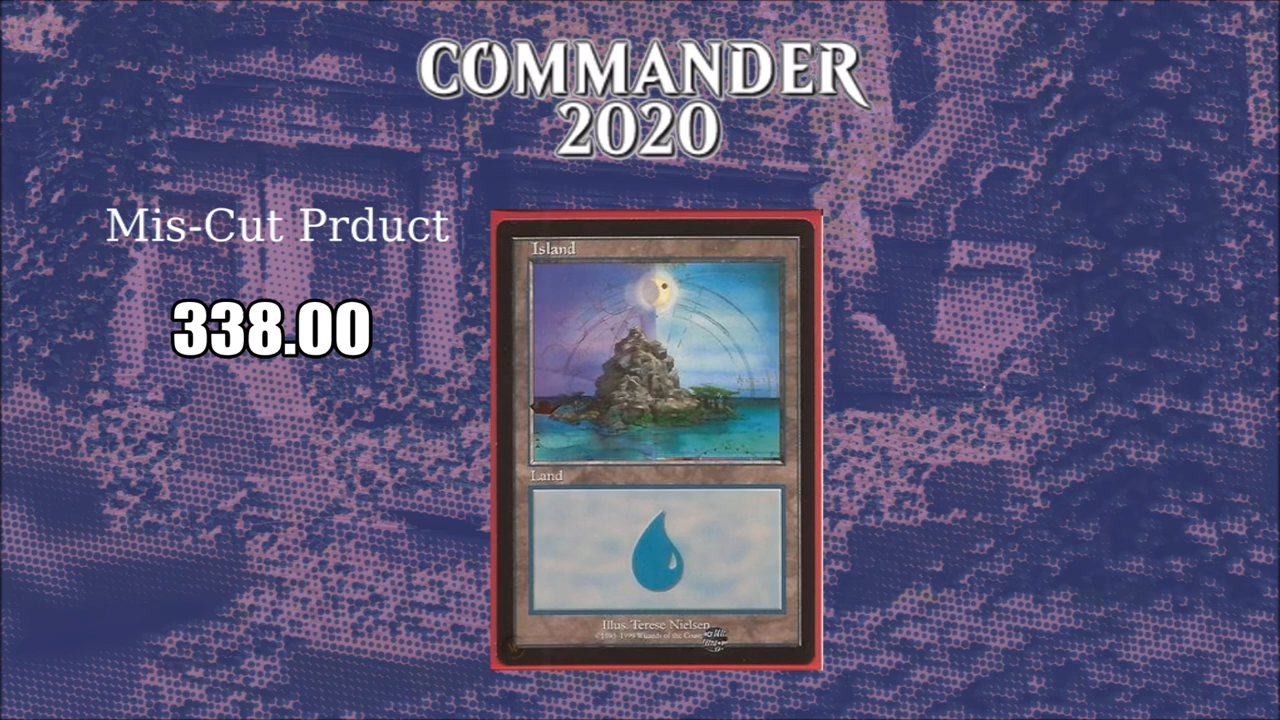 COMMANDER
2020
Mis-Cut Prduct
338.00
Island
Land
Illus. Terese Nielsen